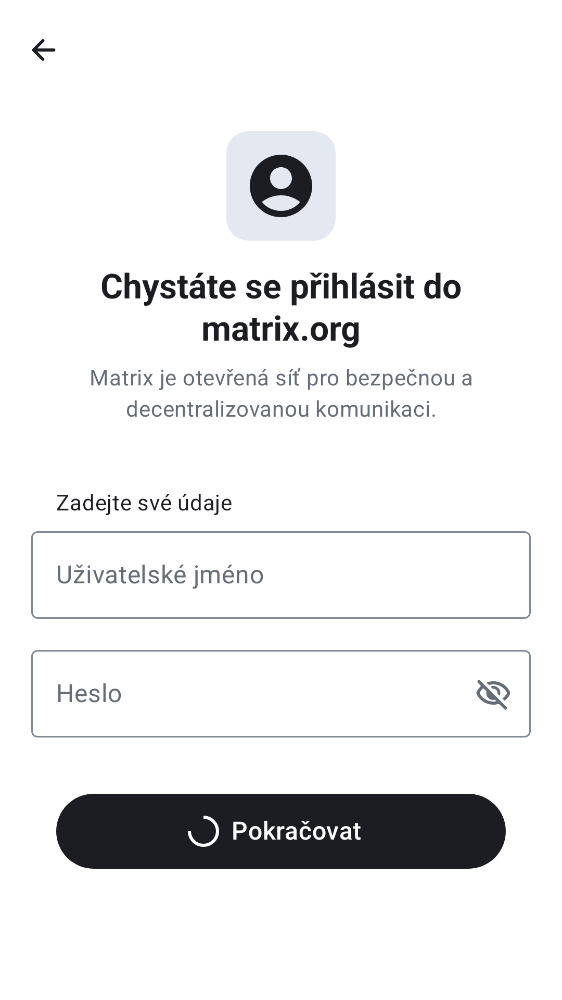 Chystáte se přihlásit do
matrix.org
Matrix je otevřená síť pro bezpečnou a
decentralizovanou komunikaci.
Zadejte své údaje
Uživatelské jméno
Heslo
Pokračovat